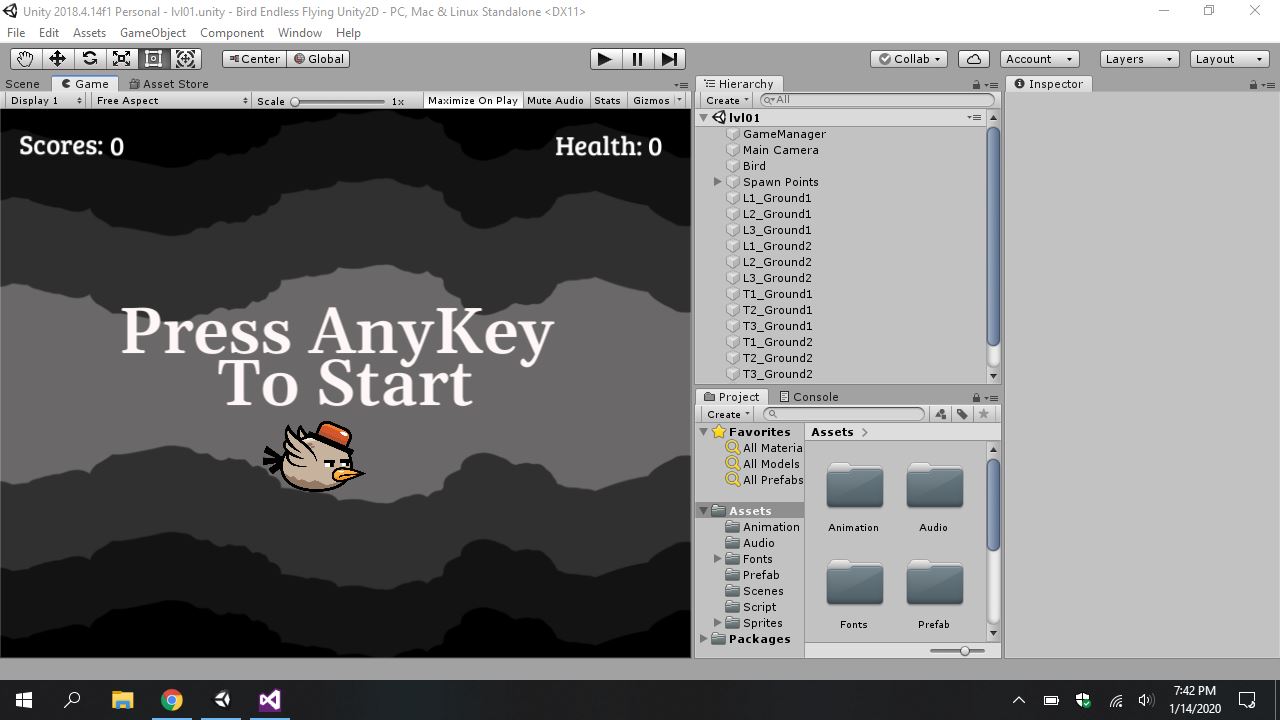 Unity 2018.4.14f1 Personal - lvl01.unity - Bird Endless Flying Unity2D - PC, Mac & Linux Standalone <DX11>
File Edit Assets GameObject Component Window Help
Center Global Collab Account Layers Layout
Scene Game Asset Store
Display 1 Free Aspect Scale 1x Maximize On Play Mute Audio Stats Gizmos
Scores: 0
Health: 0
Press AnyKey
To Start
Hierarchy
Create All
lvl01
GameManager
Main Camera
Bird
Spawn Points
L1_Ground1
L2_Ground1
L3_Ground1
L1_Ground2
L2_Ground2
L3_Ground2
T1_Ground1
T2_Ground1
T3_Ground1
T1_Ground2
T2_Ground2
T3_Ground2
Project Console
Create
Favorites
All Materia
All Models
All Prefabs
Assets
Animation
Audio
Fonts
Prefab
Scenes
Script
Sprites
Packages
Assets
Animation Audio
Fonts Prefab
Inspector
7:42 PM
1/14/2020